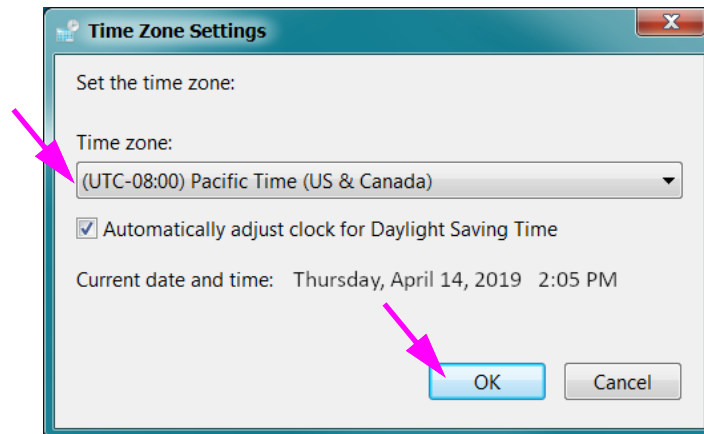 Time Zone Settings
Set the time zone:
Time zone:
(UTC-08:00) Pacific Time (US & Canada)
Automatically adjust clock for Daylight Saving Time
Current date and time: Thursday, April 14, 2019 2:05 PM
OK Cancel